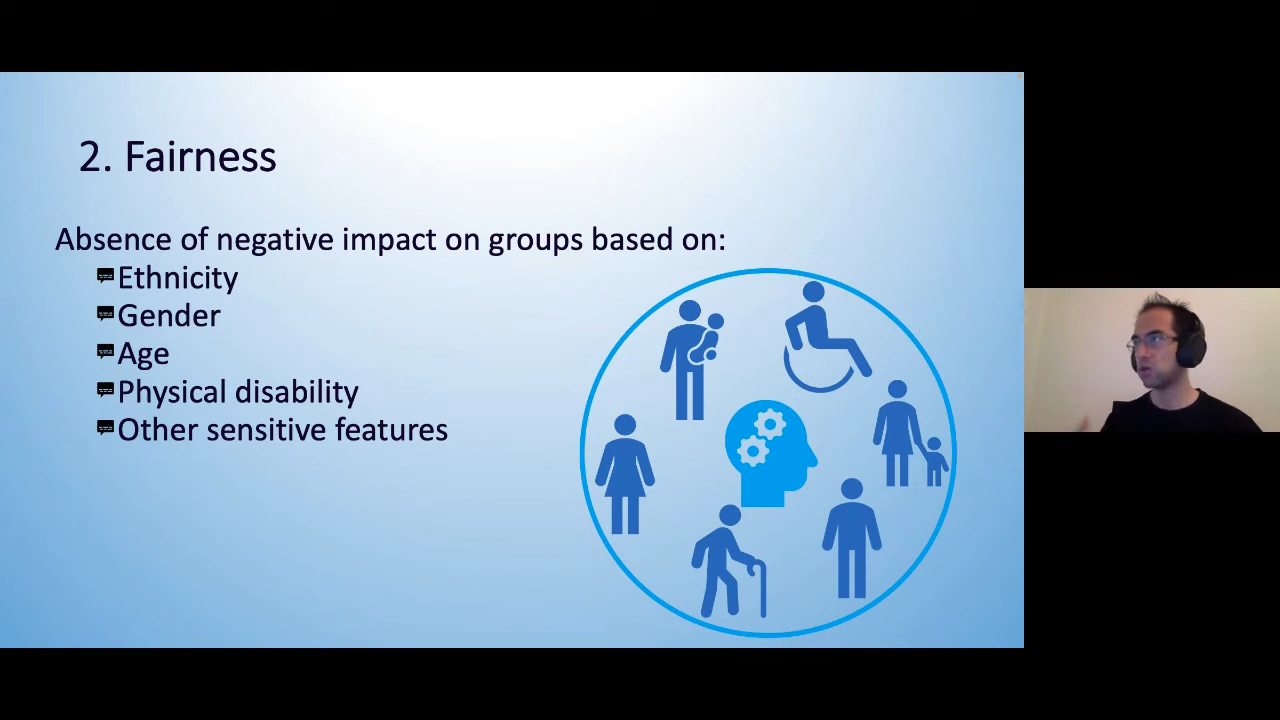 2. Fairness
Absence of negative impact on groups based on:
Ethnicity
Gender
Age
Physical disability
Other sensitive features